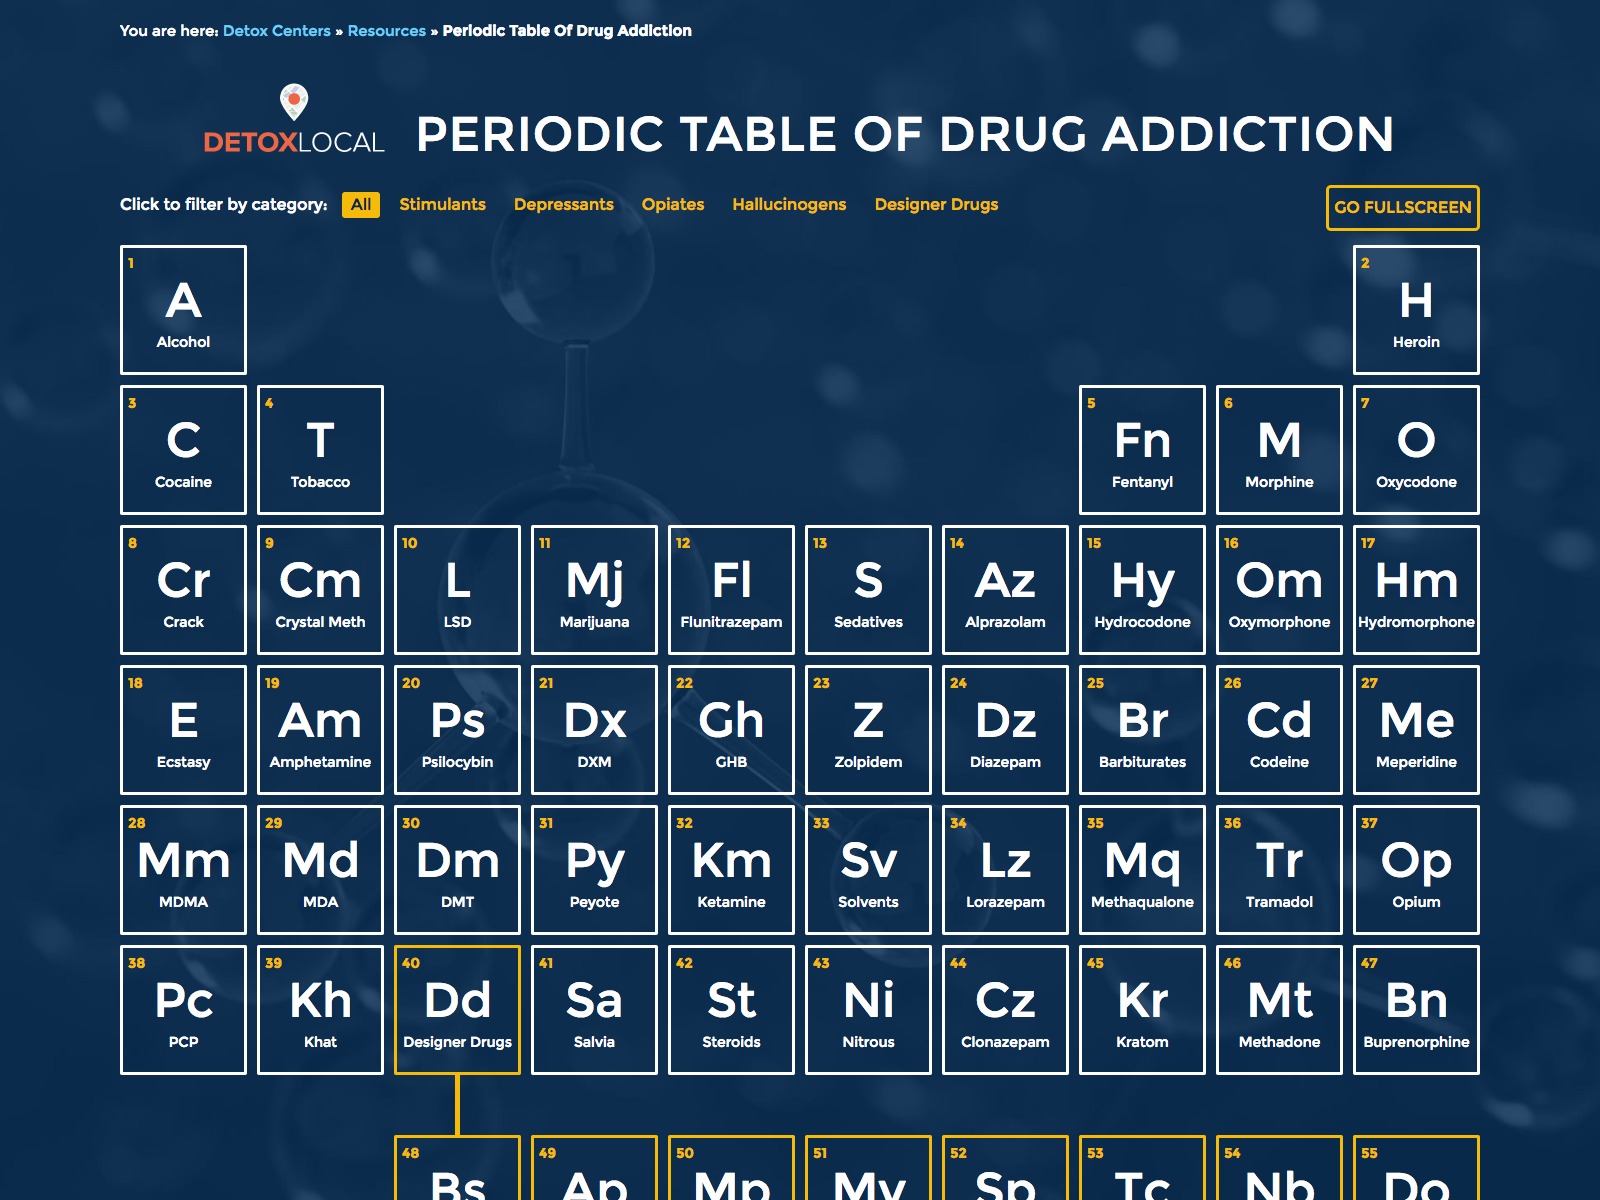 You are here: Detox Centers » Resources » Periodic Table Of Drug Addiction
DETOXLOCAL
PERIODIC TABLE OF DRUG ADDICTION
Click to filter by category: All Stimulants Depressants Opiates Hallucinogens Designer Drugs
GO FULLSCREEN
1
A
Alcohol
2
H
Heroin
3
C
Cocaine
4
T
Tobacco
5
Fn
Fentanyl
6
M
Morphine
7
O
Oxycodone
8
Cr
Crack
9
Cm
Crystal Meth
10
L
LSD
11
Mj
Marijuana
12
Fl
Flunitrazepam
13
S
Sedatives
14
Az
Alprazolam
15
Hy
Hydrocodone
16
Om
Oxymorphone
17
Hm
Hydromorphone
18
E
Ecstasy
19
Am
Amphetamine
20
Ps
Psilocybin
21
Dx
DXM
22
Gh
GHB
23
Z
Zolpidem
24
Dz
Diazepam
25
Br
Barbiturates
26
Cd
Codeine
27
Me
Meperidine
28
Mm
MDMA
29
Md
MDA
30
Dm
DMT
31
Py
Peyote
32
Km
Ketamine
33
Sv
Solvents
34
Lz
Lorazepam
35
Mq
Methaqualone
36
Tr
Tramadol
37
Op
Opium
38
Pc
PCP
39
Kh
Khat
40
Dd
Designer Drugs
41
Sa
Salvia
42
St
Steroids
43
Ni
Nitrous
44
Cz
Clonazepam
45
Kr
Kratom
46
Mt
Methadone
47
Bn
Buprenorphine
48
Bs
49
Ap
50
Mp
51
Mv
52
Sp
53
Tc
54
Nb
55
Do